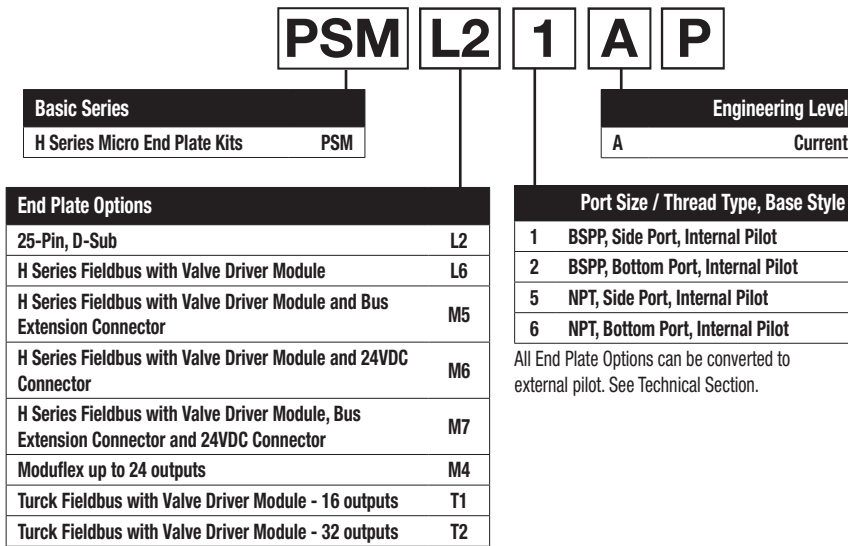 PSM L2 1 A P
Basic Series
H Series Micro End Plate Kits PSM
Engineering Level
A Current
End Plate Options
25-Pin, D-Sub L2
H Series Fieldbus with Valve Driver Module L6
H Series Fieldbus with Valve Driver Module and Bus
Extension Connector M5
H Series Fieldbus with Valve Driver Module and 24VDC
Connector M6
H Series Fieldbus with Valve Driver Module, Bus
Extension Connector and 24VDC Connector M7
Moduflex up to 24 outputs M4
Turck Fieldbus with Valve Driver Module - 16 outputs T1
Turck Fieldbus with Valve Driver Module - 32 outputs T2
Port Size / Thread Type, Base Style
1 BSPP, Side Port, Internal Pilot
2 BSPP, Bottom Port, Internal Pilot
5 NPT, Side Port, Internal Pilot
6 NPT, Bottom Port, Internal Pilot
All End Plate Options can be converted to
external pilot. See Technical Section.